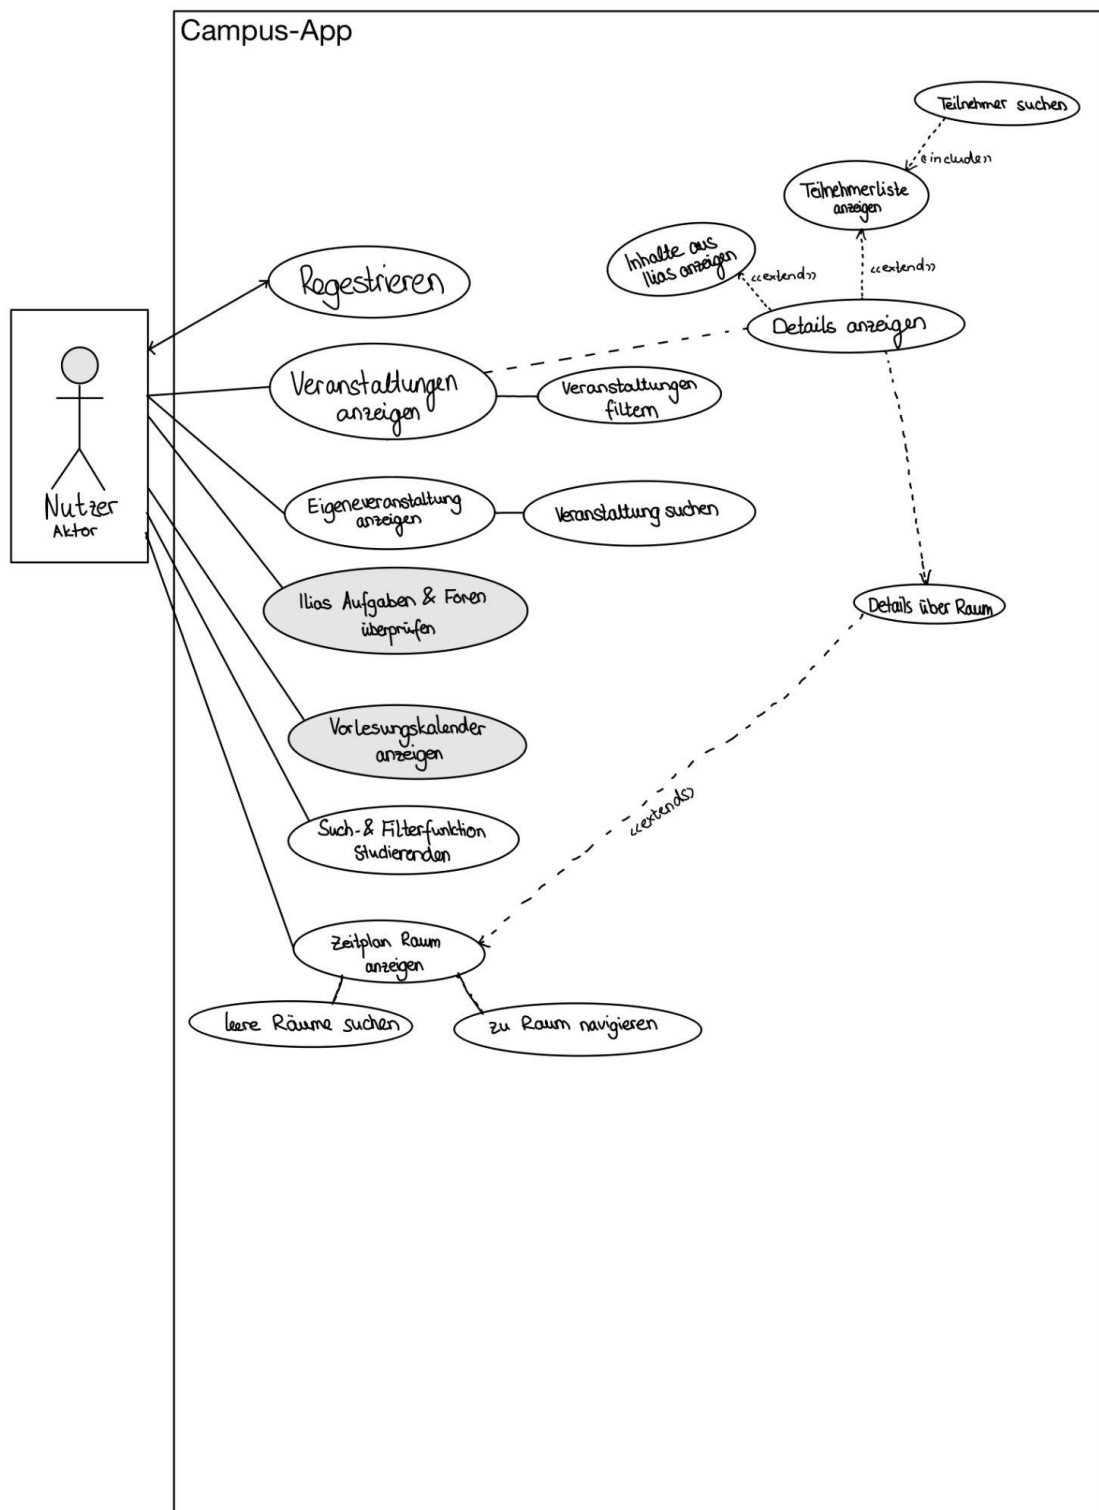 Campus-App
Teilnehmer suchen
«include»
Teilnehmerliste
anzeigen
Inhalte aus
Ilias anzeigen
«extend»
«extend»
Regestrieren
Details anzeigen
Veranstaltungen
anzeigen
Veranstaltungen
filtern
Nutzer
Aktor
Eigeneveranstaltung
anzeigen
Veranstaltung suchen
Ilias Aufgaben & Foren
überprüfen
Details über Raum
Vorlesungskalender
anzeigen
«extends»
Such- & Filterfunktion
Studierenden
Zeitplan Raum
anzeigen
leere Räume suchen
zu Raum navigieren